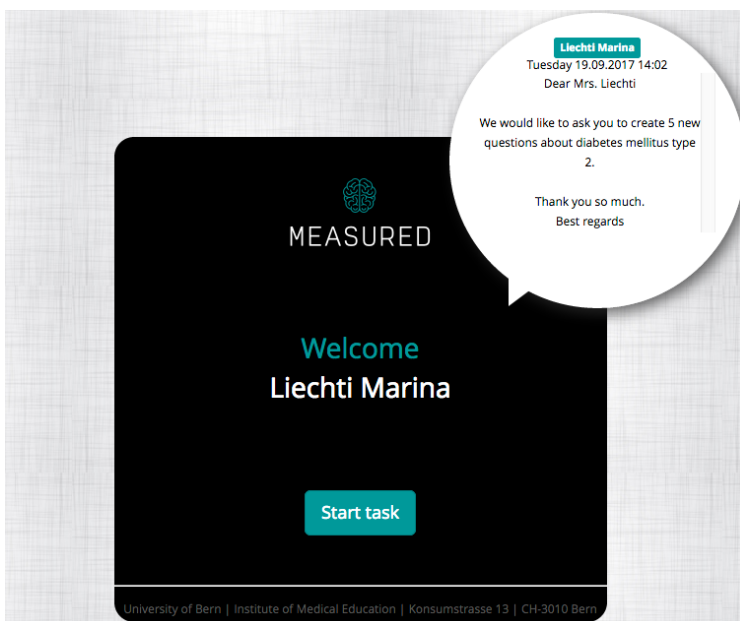 Liechti Marina
Tuesday 19.09.2017 14:02
Dear Mrs. Liechti
We would like to ask you to create 5 new
questions about diabetes mellitus type
2.
Thank you so much.
Best regards
MEASURED
Welcome
Liechti Marina
Start task
University of Bern | Institute of Medical Education | Konsumstrasse 13 | CH-3010 Bern